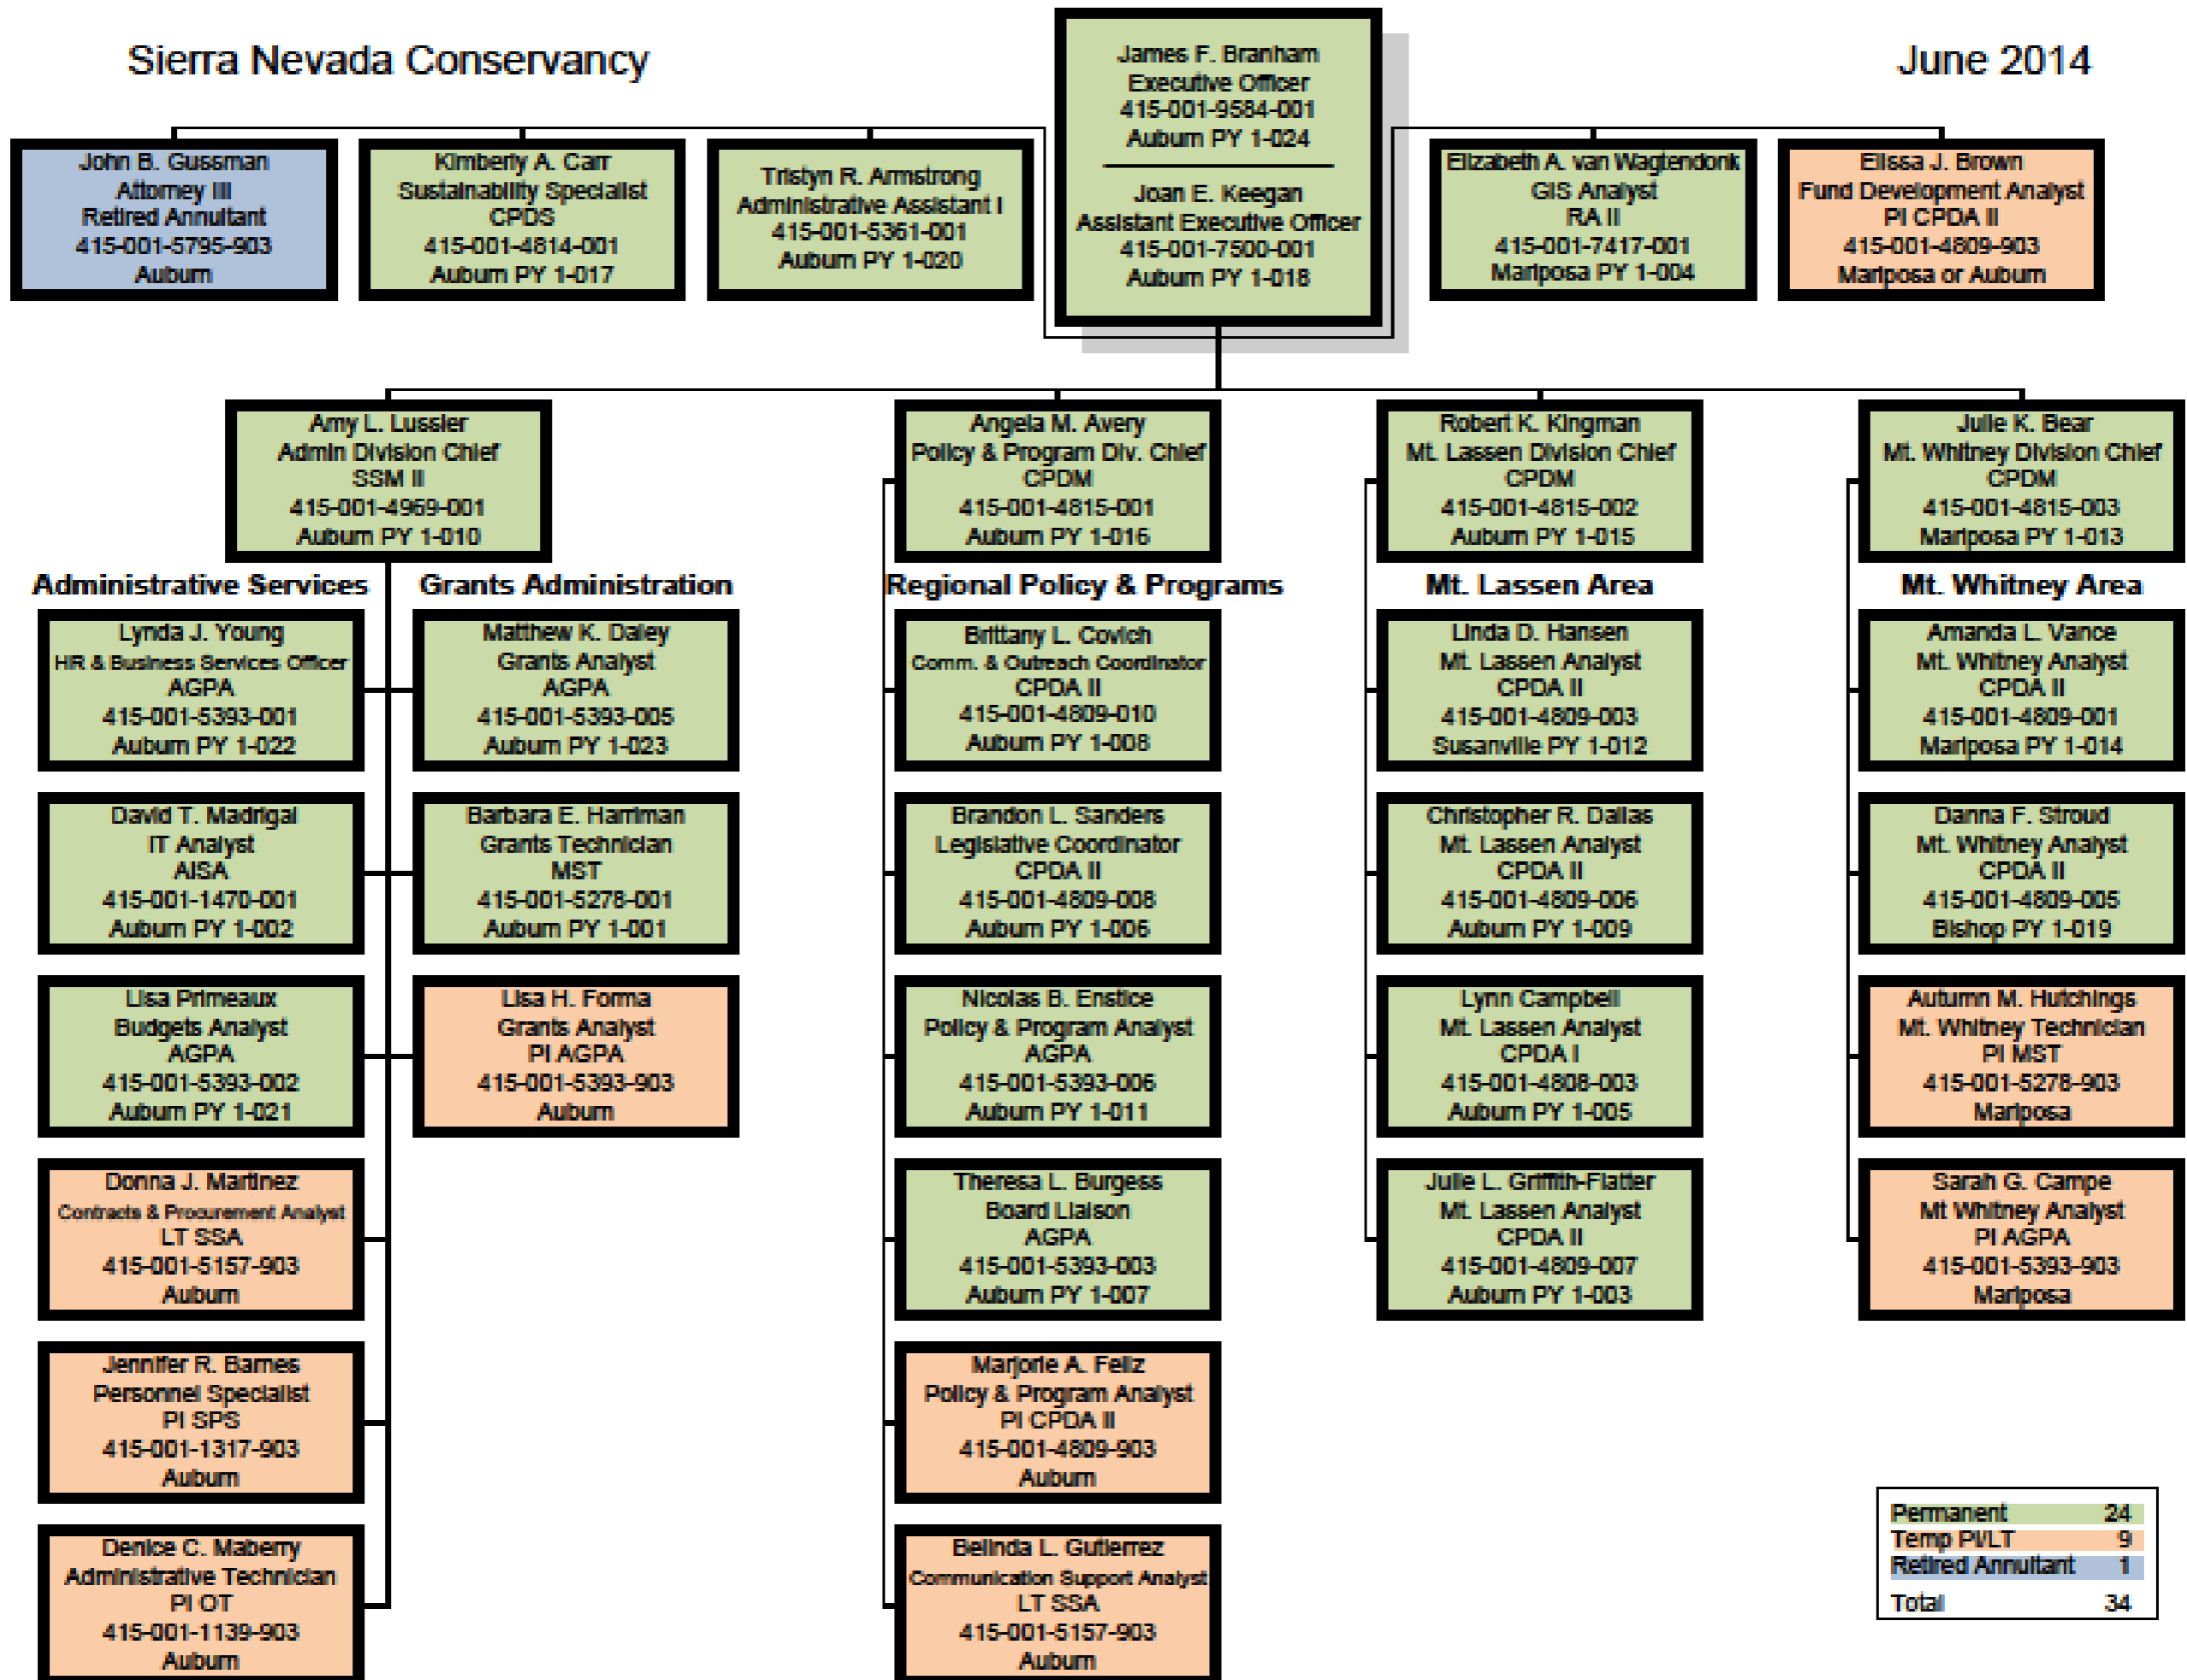 Sierra Nevada Conservancy
June 2014
James F. Branham
Executive Officer
415-001-9584-001
Auburn PY 1-024
Joan E. Keegan
Assistant Executive Officer
415-001-7500-001
Auburn PY 1-018
John B. Gussman
Attorney III
Retired Annuitant
415-001-5795-903
Auburn
Kimberly A. Carr
Sustainability Specialist
CPDS
415-001-4814-001
Auburn PY 1-017
Tristyn R. Armstrong
Administrative Assistant I
415-001-5361-001
Auburn PY 1-020
Elizabeth A. van Wagtendonk
GIS Analyst
RA II
415-001-7417-001
Mariposa PY 1-004
Elissa J. Brown
Fund Development Analyst
PI CPDA II
415-001-4809-903
Mariposa or Auburn
Amy L. Lussier
Admin Division Chief
SSM II
415-001-4969-001
Auburn PY 1-010
Angela M. Avery
Policy & Program Div. Chief
CPDM
415-001-4815-001
Auburn PY 1-016
Robert K. Kingman
Mt. Lassen Division Chief
CPDM
415-001-4815-002
Auburn PY 1-015
Julie K. Bear
Mt. Whitney Division Chief
CPDM
415-001-4815-003
Mariposa PY 1-013
Administrative Services
Lynda J. Young
HR & Business Services Officer
AGPA
415-001-5393-001
Auburn PY 1-022
David T. Madrigal
IT Analyst
AISA
415-001-1470-001
Auburn PY 1-002
Lisa Primeaux
Budgets Analyst
AGPA
415-001-5393-002
Auburn PY 1-021
Donna J. Martinez
Contracts & Procurement Analyst
LT SSA
415-001-5157-903
Auburn
Jennifer R. Barnes
Personnel Specialist
PI SPS
415-001-1317-903
Auburn
Denice C. Maberry
Administrative Technician
PI OT
415-001-1139-903
Auburn
Grants Administration
Matthew K. Daley
Grants Analyst
AGPA
415-001-5393-005
Auburn PY 1-023
Barbara E. Harriman
Grants Technician
MST
415-001-5278-001
Auburn PY 1-001
Lisa H. Forma
Grants Analyst
PI AGPA
415-001-5393-903
Auburn
Regional Policy & Programs
Brittany L. Covich
Comm. & Outreach Coordinator
CPDA II
415-001-4809-010
Auburn PY 1-008
Brandon L. Sanders
Legislative Coordinator
CPDA II
415-001-4809-008
Auburn PY 1-006
Nicolas B. Enstice
Policy & Program Analyst
AGPA
415-001-5393-006
Auburn PY 1-011
Theresa L. Burgess
Board Liaison
AGPA
415-001-5393-003
Auburn PY 1-007
Marjorie A. Feliz
Policy & Program Analyst
PI CPDA II
415-001-4809-903
Auburn
Belinda L. Gutierrez
Communication Support Analyst
LT SSA
415-001-5157-903
Auburn
Mt. Lassen Area
Linda D. Hansen
Mt. Lassen Analyst
CPDA II
415-001-4809-003
Susanville PY 1-012
Christopher R. Dallas
Mt. Lassen Analyst
CPDA II
415-001-4809-006
Auburn PY 1-009
Lynn Campbell
Mt. Lassen Analyst
CPDA I
415-001-4808-003
Auburn PY 1-005
Julie L. Griffith-Flatter
Mt. Lassen Analyst
CPDA II
415-001-4809-007
Auburn PY 1-003
Mt. Whitney Area
Amanda L. Vance
Mt. Whitney Analyst
CPDA II
415-001-4809-001
Mariposa PY 1-014
Danna F. Stroud
Mt. Whitney Analyst
CPDA II
415-001-4809-005
Bishop PY 1-019
Autumn M. Hutchings
Mt. Whitney Technician
PI MST
415-001-5278-903
Mariposa
Sarah G. Campe
Mt Whitney Analyst
PI AGPA
415-001-5393-903
Mariposa
Permanent 24
Temp PI/LT 9
Retired Annuitant 1
Total 34